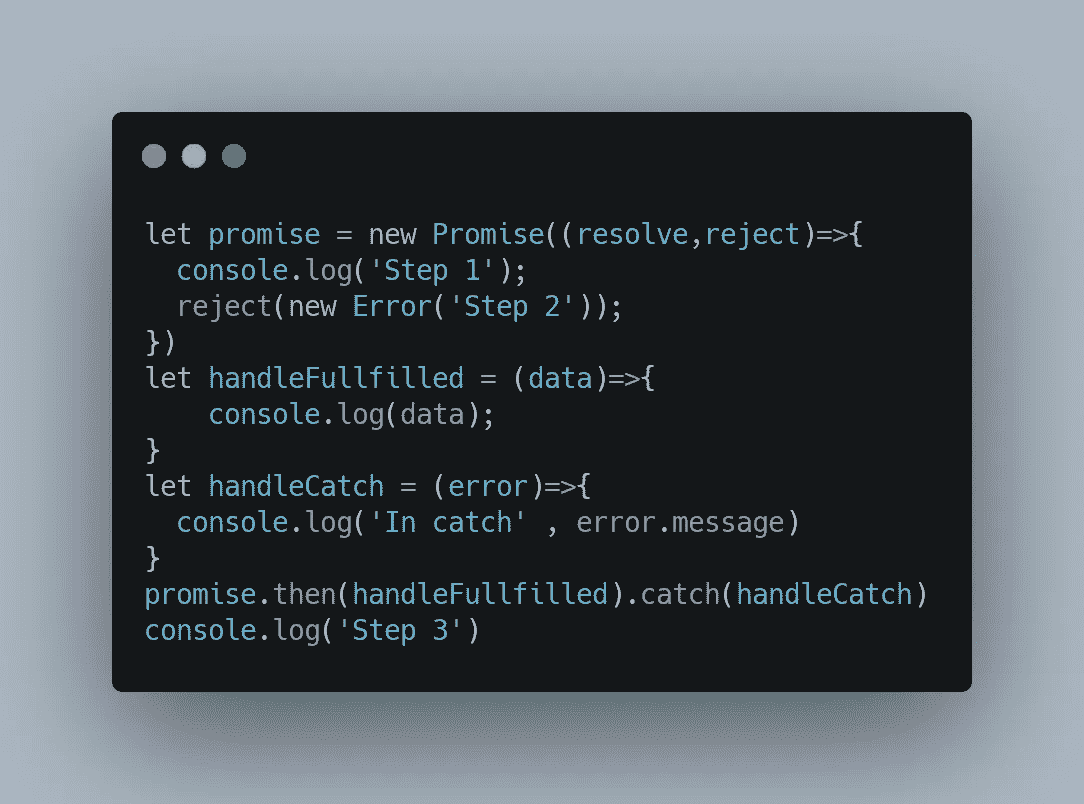 let promise = new Promise((resolve,reject)=>{
  console.log('Step 1');
  reject(new Error('Step 2'));
})
let handleFullfilled = (data)=>{
    console.log(data);
}
let handleCatch = (error)=>{
  console.log('In catch' , error.message)
}
promise.then(handleFullfilled).catch(handleCatch)
console.log('Step 3')